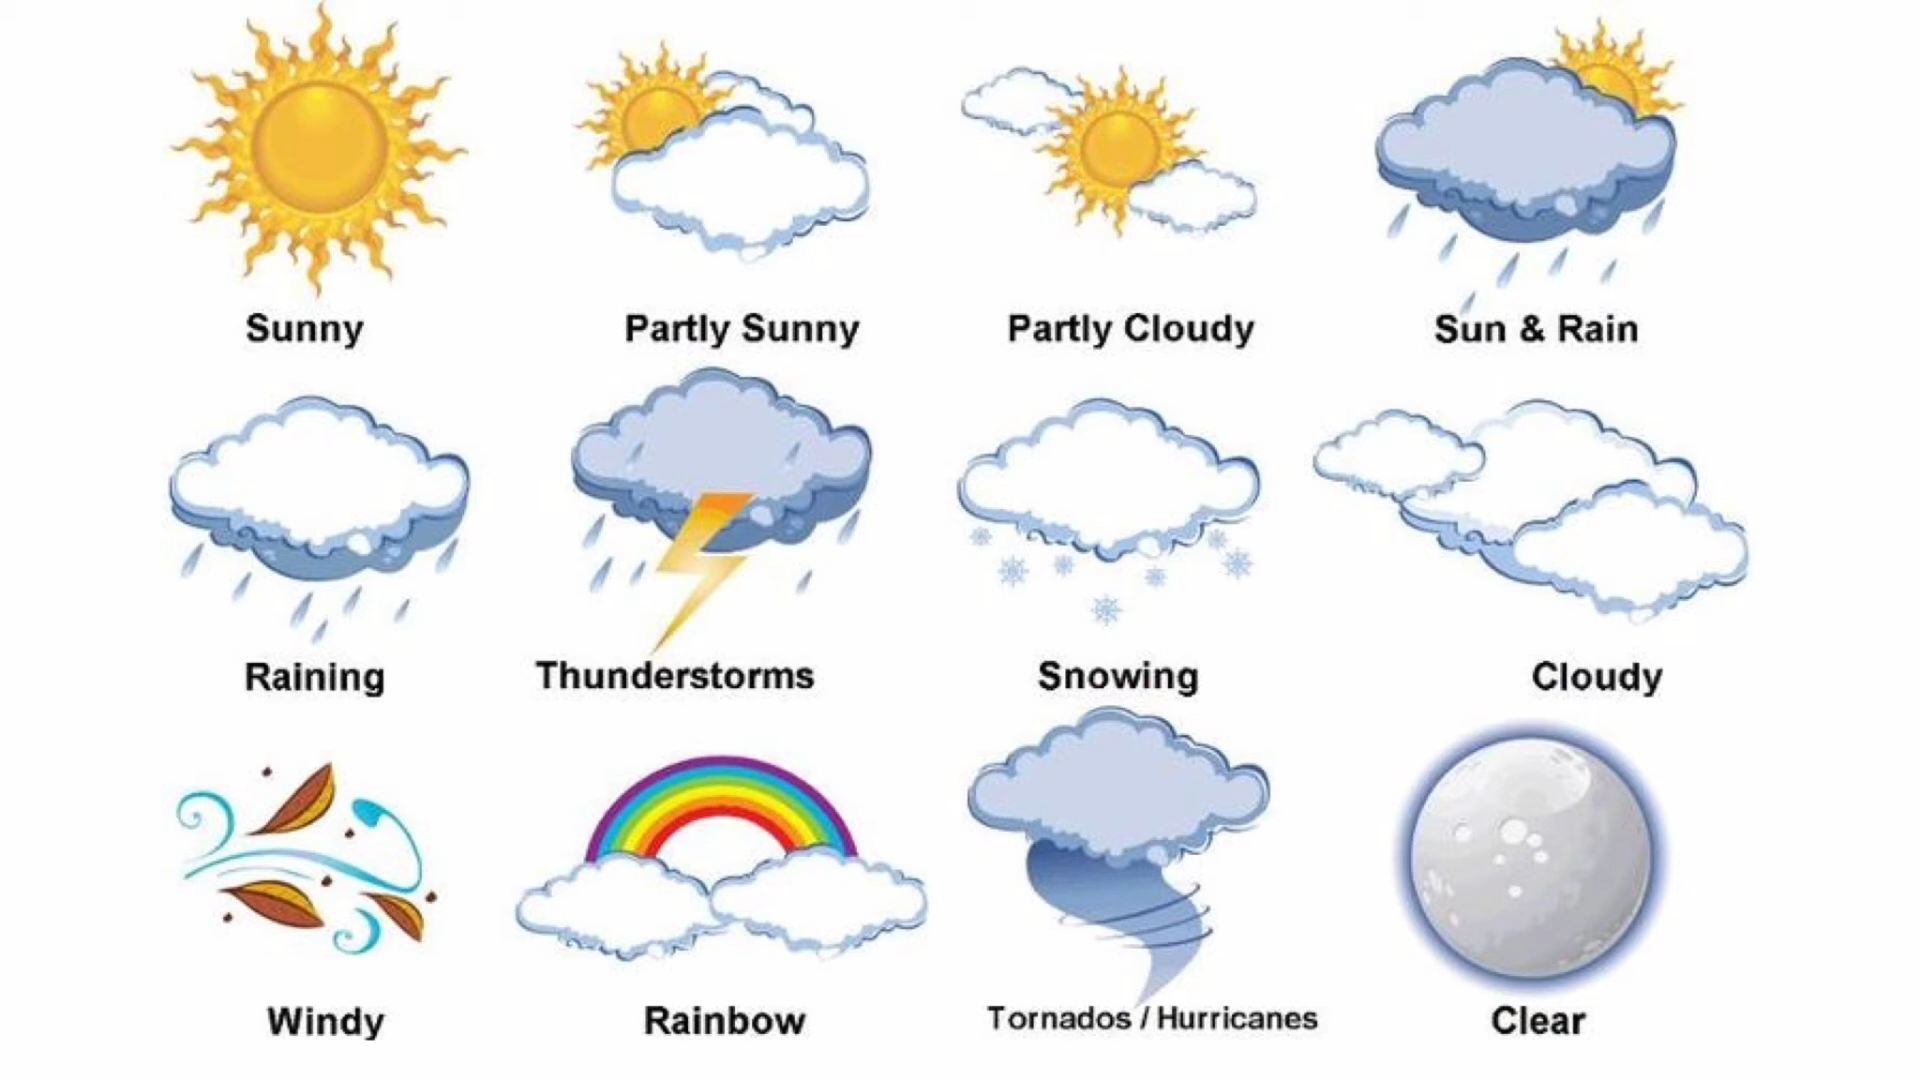 Sunny
Partly Sunny
Partly Cloudy
Sun & Rain
Raining
Thunderstorms
Snowing
Cloudy
Windy
Rainbow
Tornados / Hurricanes
Clear